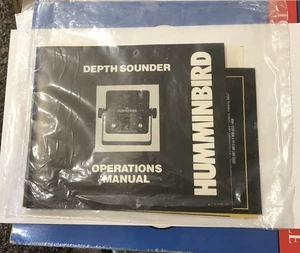 DEPTH SOUNDER
OPERATIONS
MANUAL
HUMMINBIRD